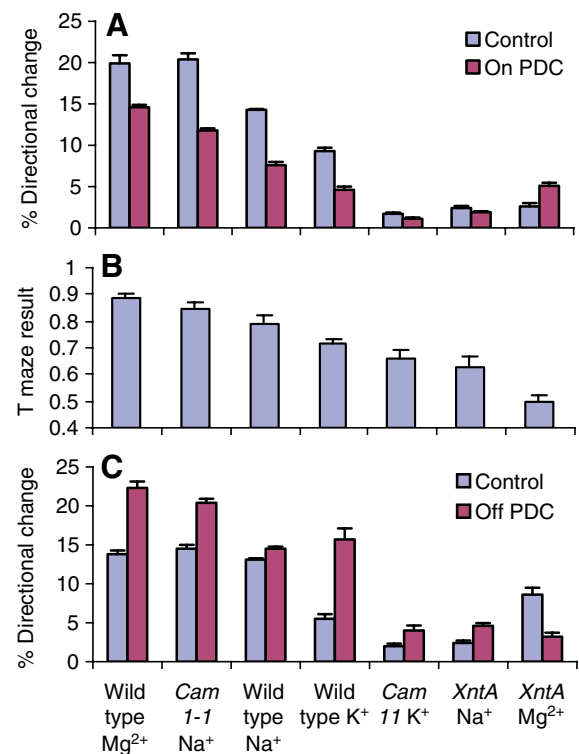 A
Control
On PDC
% Directional change
25
20
15
10
5
0
B
T maze result
1
0.9
0.8
0.7
0.6
0.5
0.4
C
Control
Off PDC
% Directional change
25
20
15
10
5
0
Wild type Mg²⁺
Cam 1-1 Na⁺
Wild type Na⁺
Wild type K⁺
Cam 11 K⁺
XntA Na⁺
XntA Mg²⁺